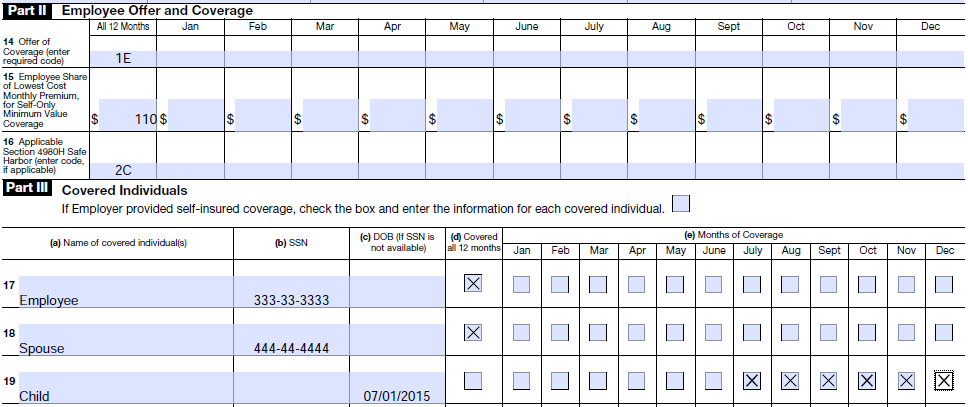 Part II Employee Offer and Coverage
All 12 Months Jan Feb Mar Apr May June July Aug Sept Oct Nov Dec
14 Offer of
Coverage (enter
required code) 1E
15 Employee Share
of Lowest Cost
Monthly Premium,
for Self-Only
Minimum Value
Coverage $ 110 $ $ $ $ $ $ $ $ $ $ $ $
16 Applicable
Section 4980H Safe
Harbor (enter code,
if applicable) 2C
Part III Covered Individuals
If Employer provided self-insured coverage, check the box and enter the information for each covered individual.
(a) Name of covered individual(s) (b) SSN (c) DOB (If SSN is
not available) (d) Covered
all 12 months (e) Months of Coverage
Jan Feb Mar Apr May June July Aug Sept Oct Nov Dec
17
Employee 333-33-3333
18
Spouse 444-44-4444
19
Child 07/01/2015